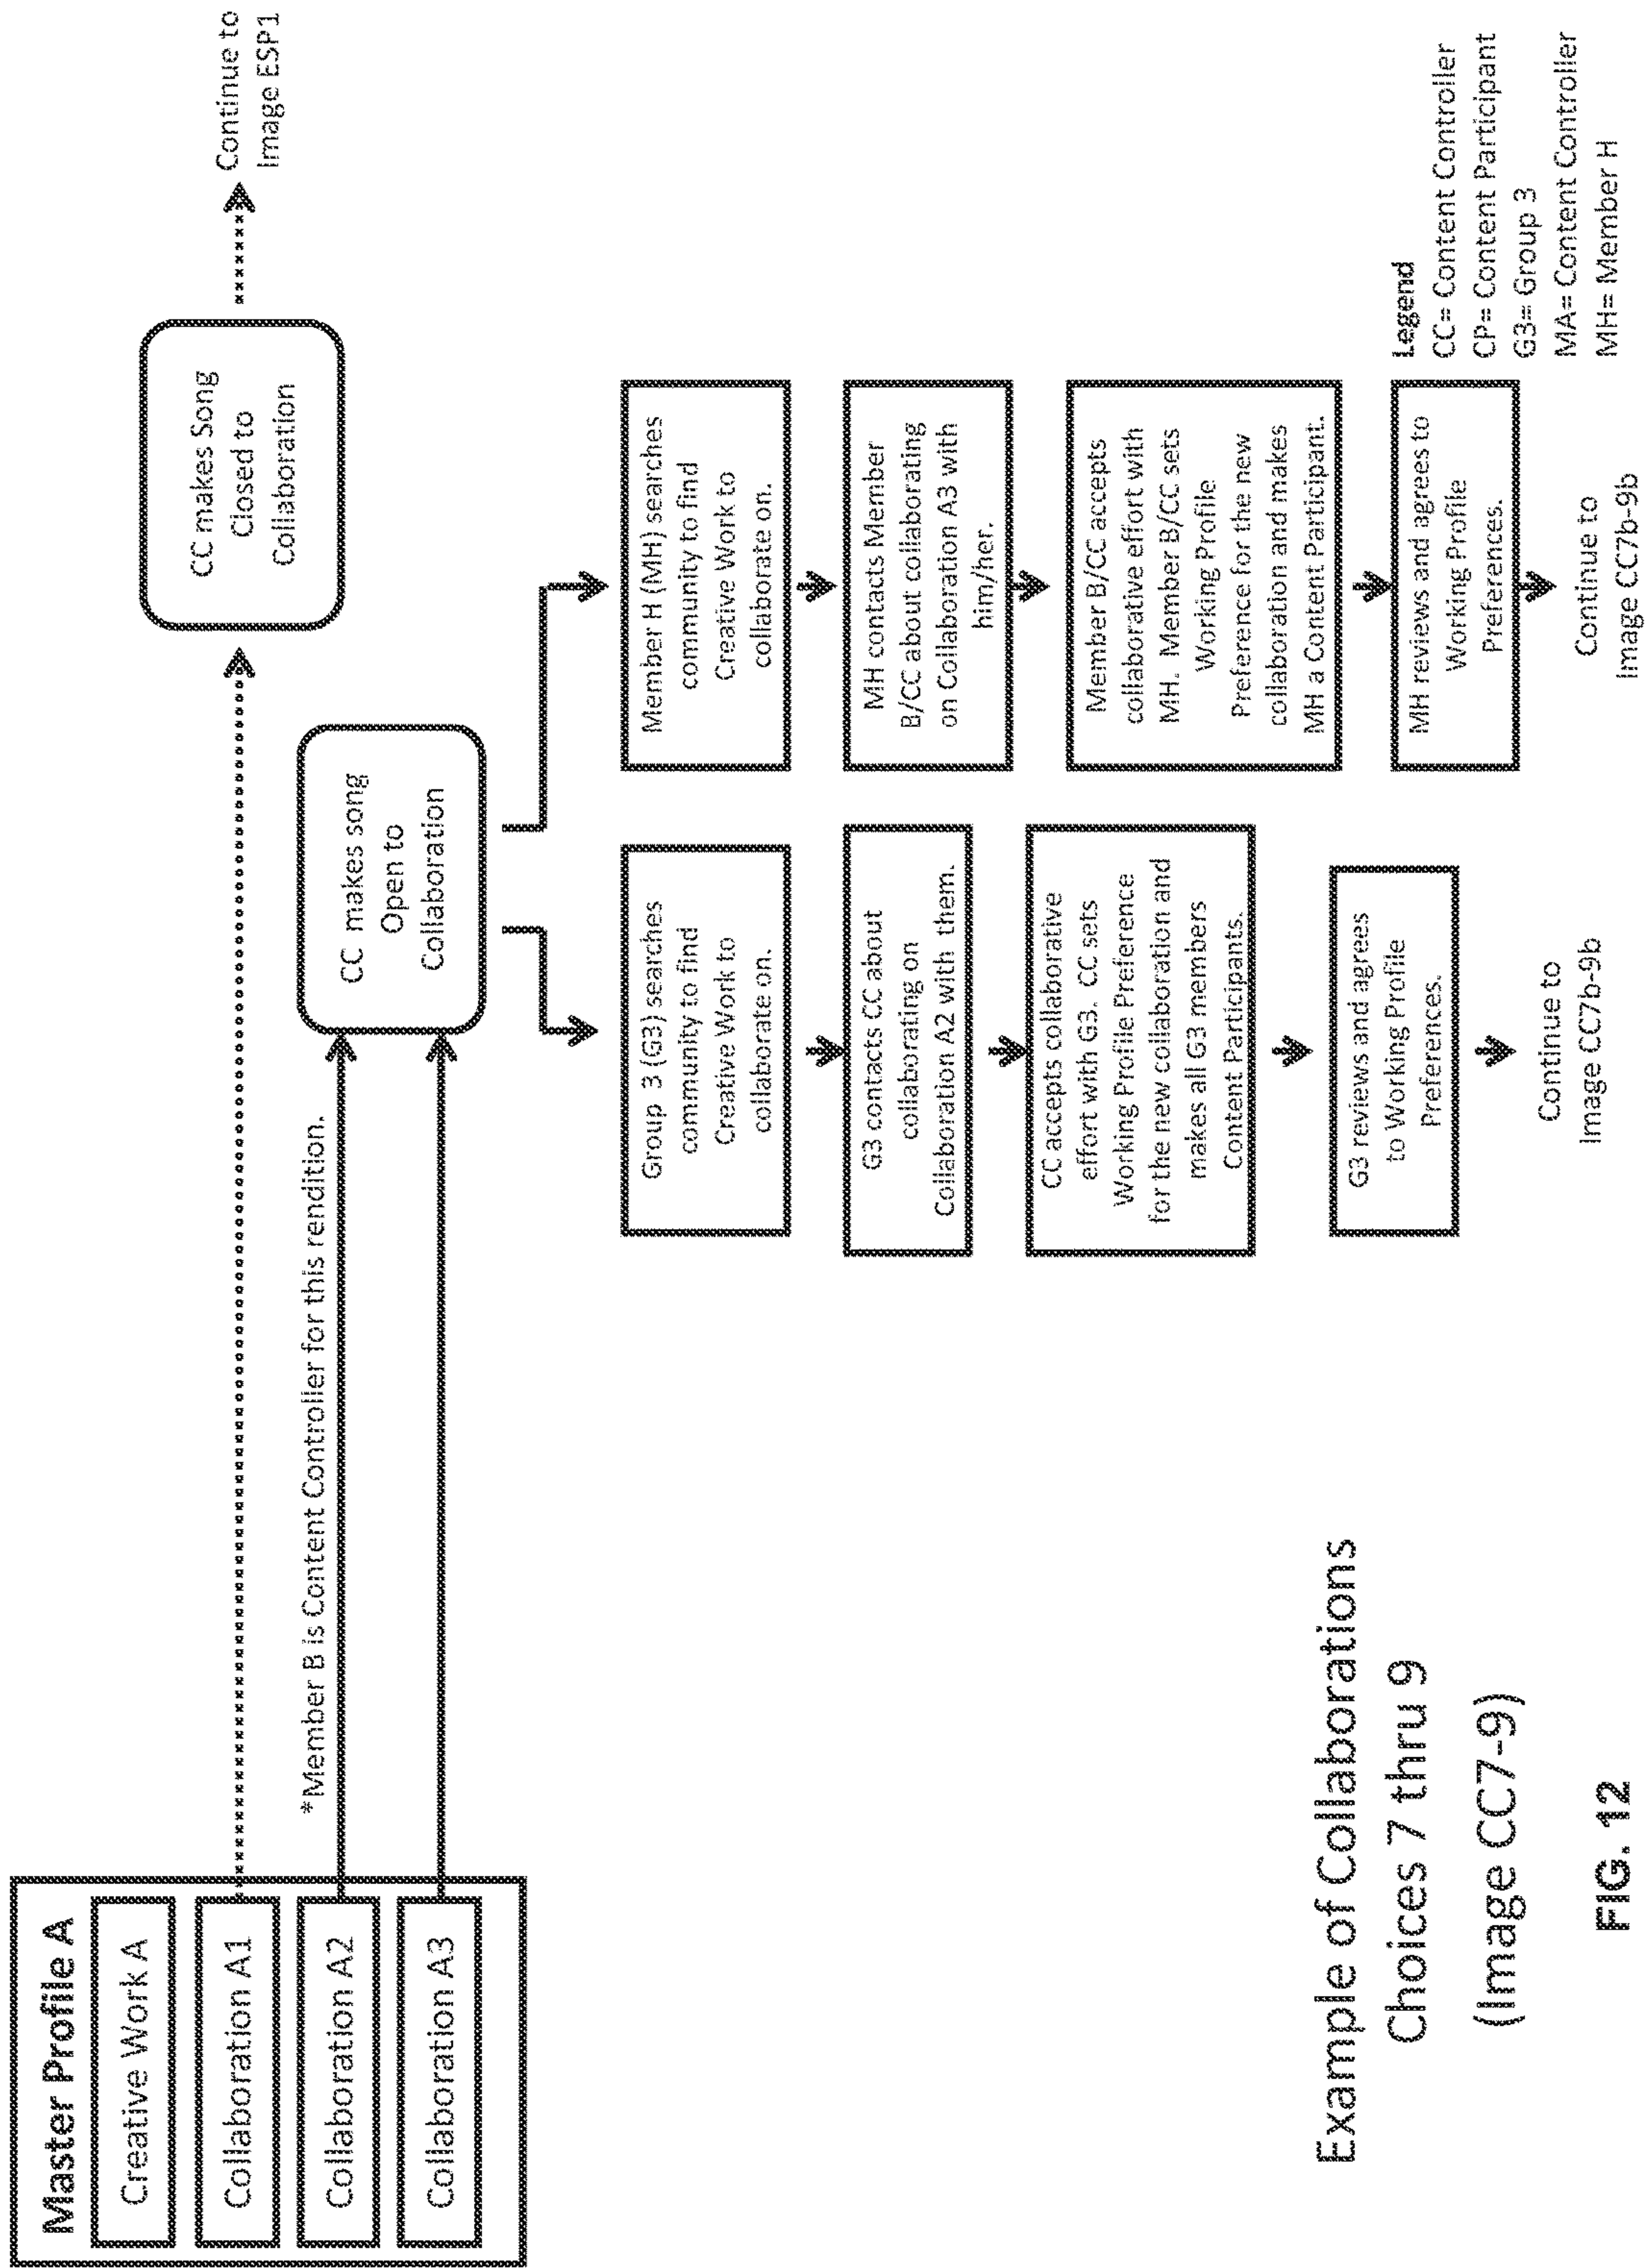 Master Profile A
Creative Work A
Collaboration A1
Collaboration A2
Collaboration A3
*Member B is Content Controller for this rendition.
CC makes Song
Closed to
Collaboration
Continue to
Image ESP1
CC makes song
Open to
Collaboration
Group 3 (G3) searches
community to find
Creative Work to
collaborate on.
G3 contacts CC about
collaborating on
Collaboration A2 with them.
CC accepts collaborative
effort with G3. CC sets
Working Profile Preference
for the new collaboration and
makes all G3 members
Content Participants.
G3 reviews and agrees
to Working Profile
Preferences.
Continue to
Image CC7b-9b
Member H (MH) searches
community to find
Creative Work to
collaborate on.
MH contacts Member
B/CC about collaborating
on Collaboration A3 with
him/her.
Member B/CC accepts
collaborative effort with
MH. Member B/CC sets
Working Profile
Preference for the new
collaboration and makes
MH a Content Participant.
MH reviews and agrees to
Working Profile
Preferences.
Continue to
Image CC7b-9b
Legend
CC= Content Controller
CP= Content Participant
G3= Group 3
MA= Content Controller
MH= Member H
Example of Collaborations
Choices 7 thru 9
(Image CC7-9)
FIG. 12